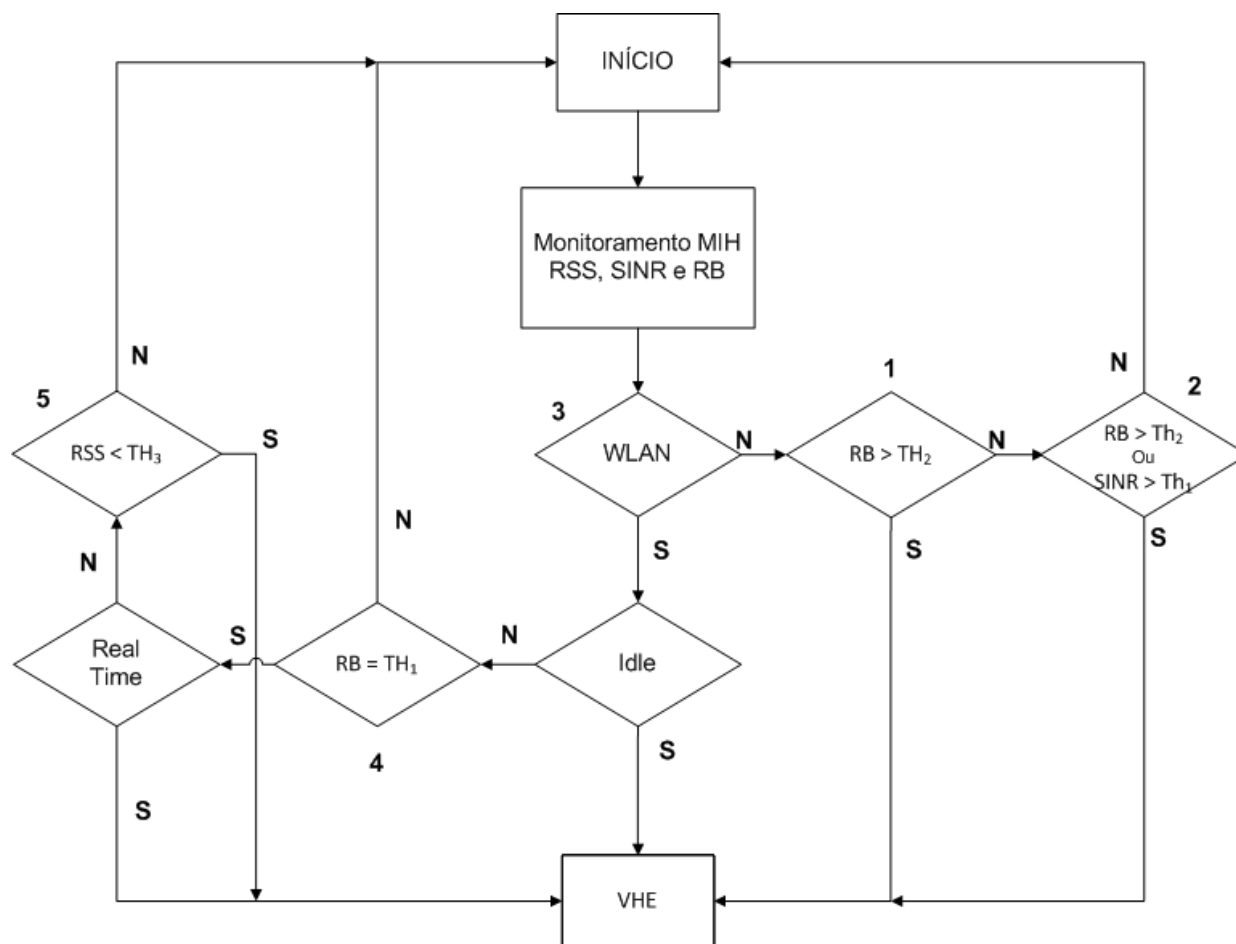 INÍCIO
Monitoramento MIH
RSS, SINR e RB
N
N
1
2
5
3
S
RSS < TH₃
WLAN
N
RB > TH₂
N
RB > Th₂
Ou
SINR > Th₁
N
S
S
S
N
Real
Time
S
RB = TH₁
N
Idle
4
S
S
VHE